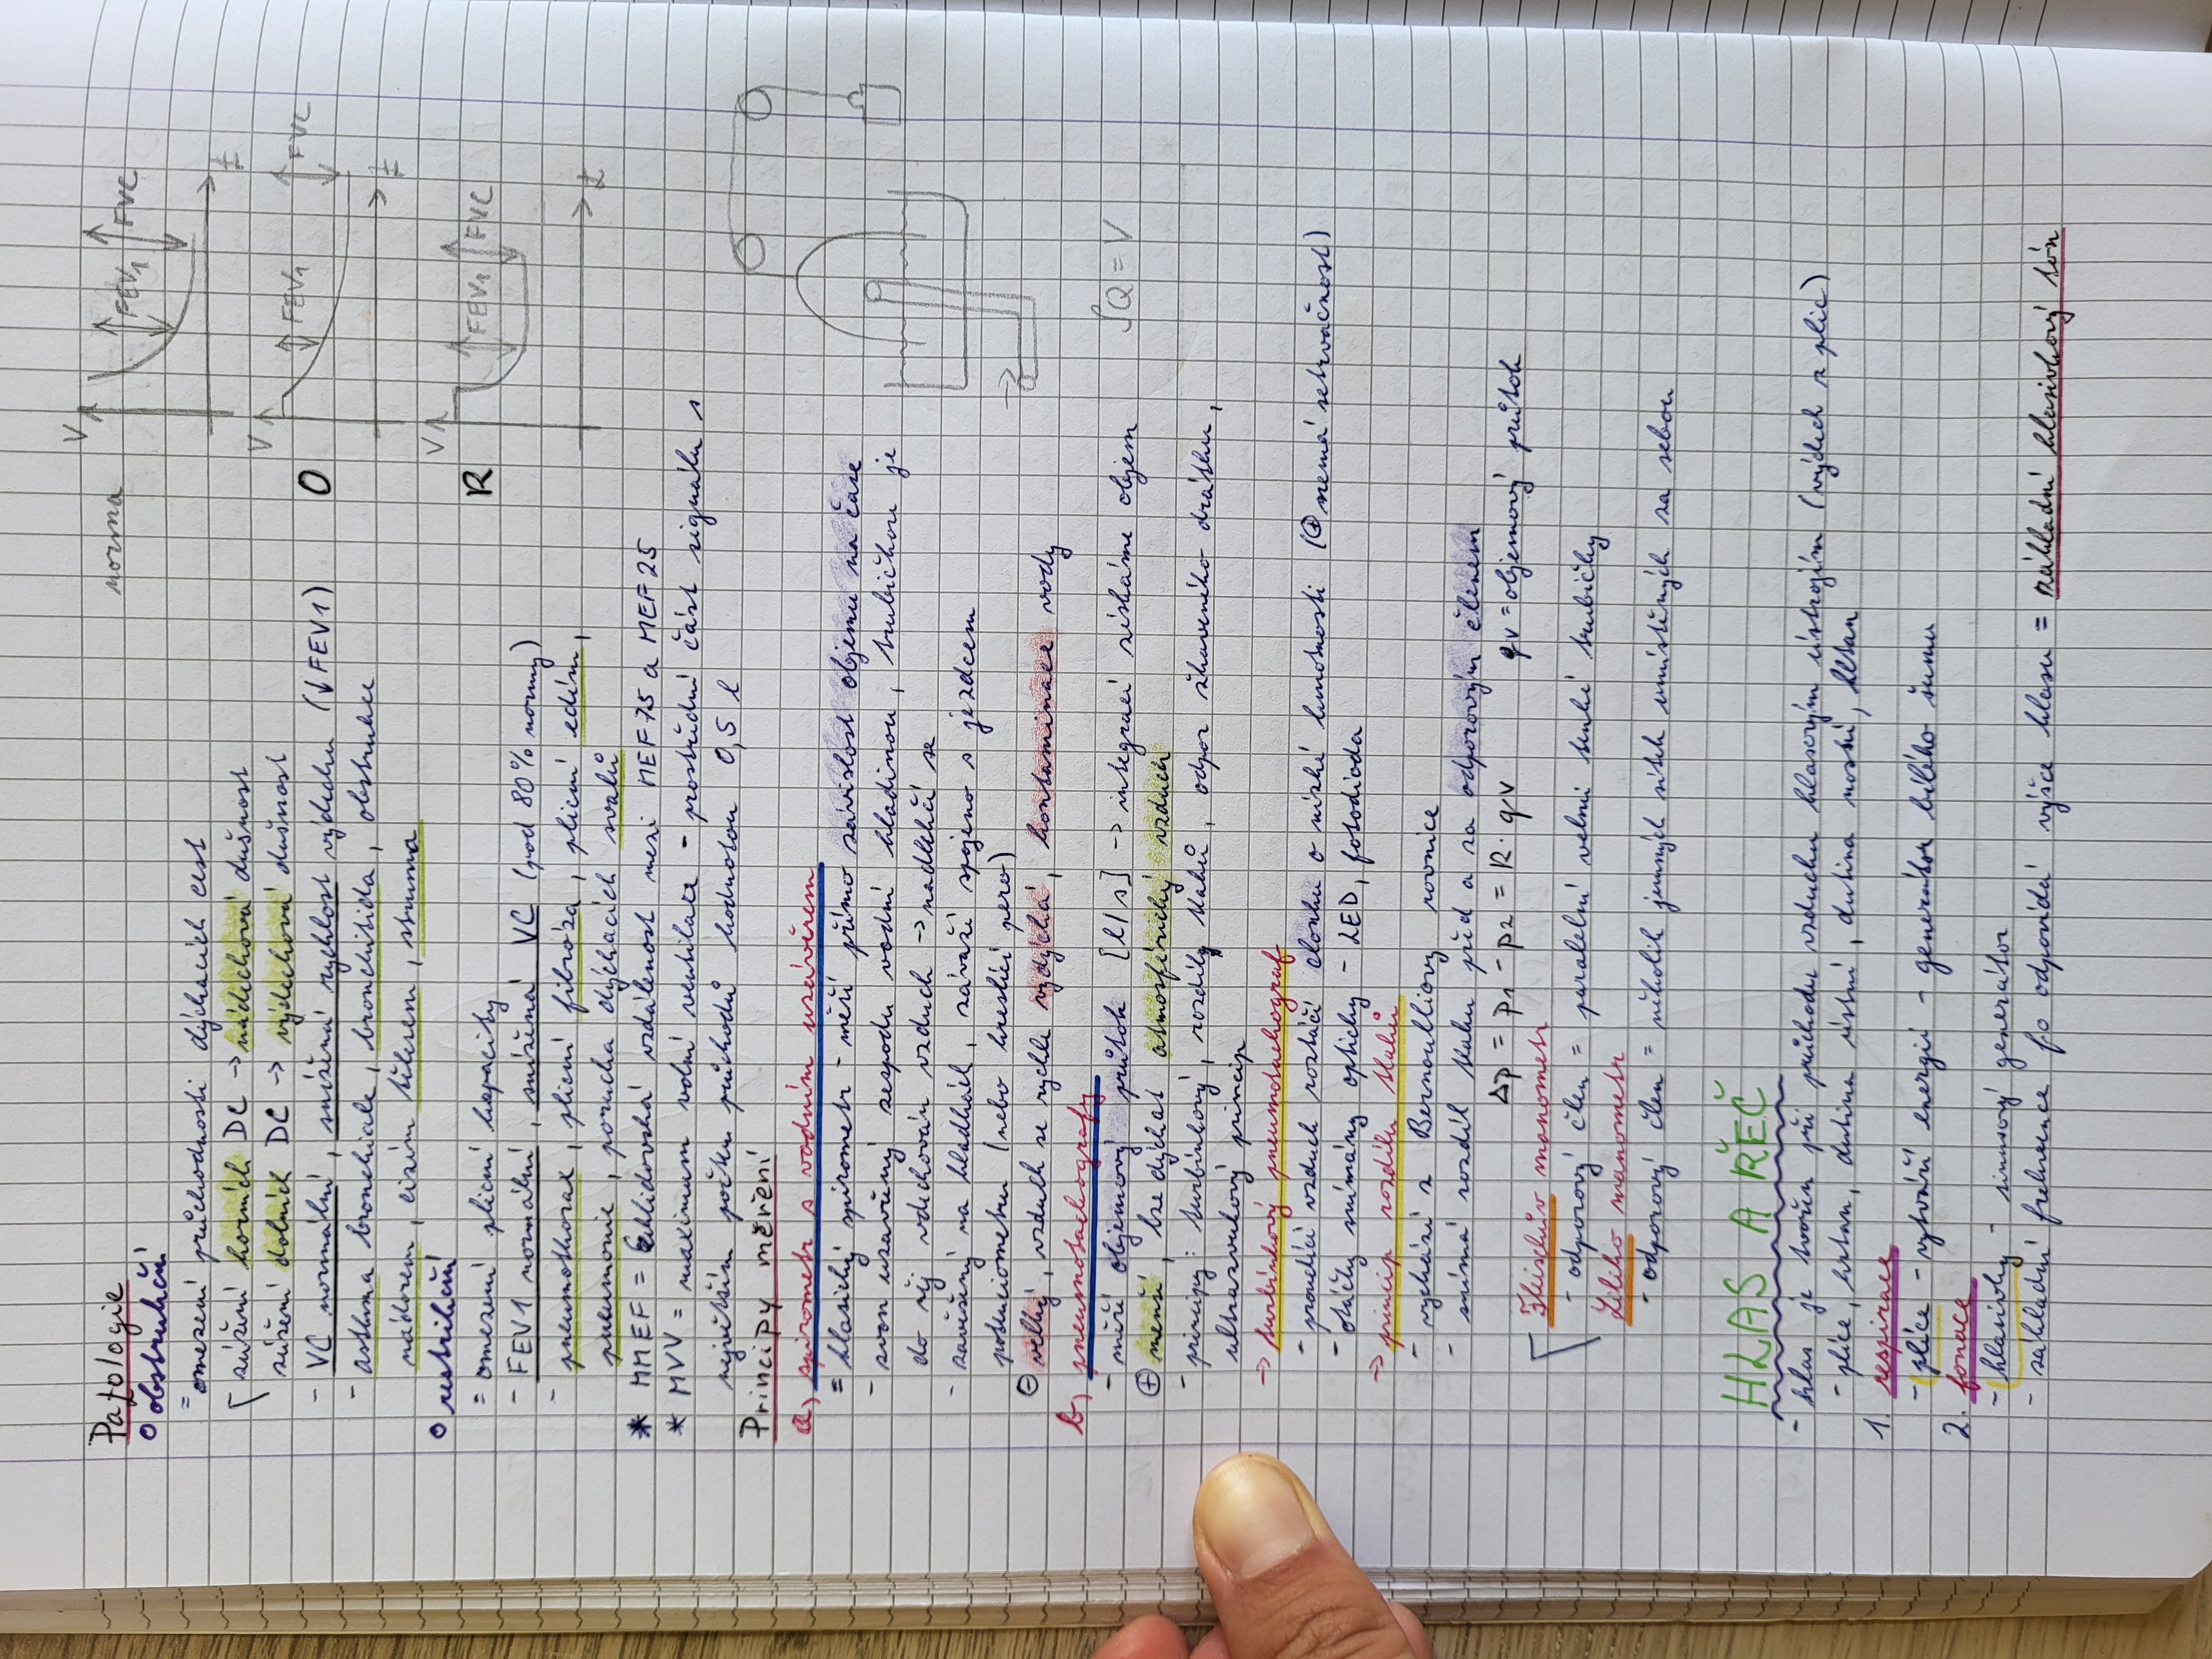 Patologie
norma
V
FEV1
FVC
t
o obstrukční
= omezení průchodnosti dýchacích cest
zúžení horních DC → nádechová dušnost
zúžení dolních DC → výdechová dušnost
- VC normální, snížená rychlost výdechu (↓FEV1)
O
V
FEV1
FVC
t
- asthma bronchiale, bronchitida, obstrukce
nádorem, cizím tělesem, struma
o restrikční
= omezení plicní kapacity
R
V
FEV1
FVC
t
- FEV1 normální, snížená VC (pod 80% normy)
- pneumothorax, plicní fibróza, plicní edém,
pneumonie, porucha dýchacích svalů
* MMEF = Euklidovská vzdálenost mezi MEF75 a MEF25
* MVV = maximum volní ventilace - prostřední část signálu s
největším počtem průchodů hodnotou 0,5 l
Principy měření
a) spirometr s vodním uzávěrem
= klasický spirometr - měří přímo závislost objemu na čase
- zvon uzavřený zespodu vodní hladinou, trubičkou je
do něj vdechován vzduch → nadlehčí se
- zavěšený na kladkách, závaží spojeno s jezdcem
potenciometru (nebo kreslící pero)
⊖ velký, vzduch se rychle vydýchá, kontaminace vody
b) pneumotachografy
- měří objemový průtok [l/s] → integrací získáme objem
∫Q = V
⊕ menší, lze dýchat atmosférický vzduch
- principy: turbínkový, rozdíly tlaků, odpor žhaveného drátku,
ultrazvukový princip
→ turbínkový pneumotachograf
- proudící vzduch roztáčí clonku o nízké hmotnosti (⊕ nemá setrvačnost)
- otáčky snímány opticky - LED, fotodioda
→ princip rozdílu tlaků
- vychází z Bernoulliovy rovnice
- snímá rozdíl tlaku před a za odporovým členem
Δp = p1 - p2 = R · qv
qv = objemový průtok
Fleischův manometr
- odporový člen = paralelní velmi tenké trubičky
Lilího manometr
- odporový člen = několik jemných sítek umístěných za sebou
HLAS A ŘEČ
- hlas je tvořen při průchodu vzduchu hlasovým ústrojím (výdech z plic)
- plíce, hrtan, dutina ústní, dutina nosní, hltan
1. respirace
- plíce - vytváří energii - generátor bílého šumu
2. fonace
- hlasivky - sinusový generátor
- základní frekvence f0 odpovídá výšce hlasu = základní hlasivkový tón